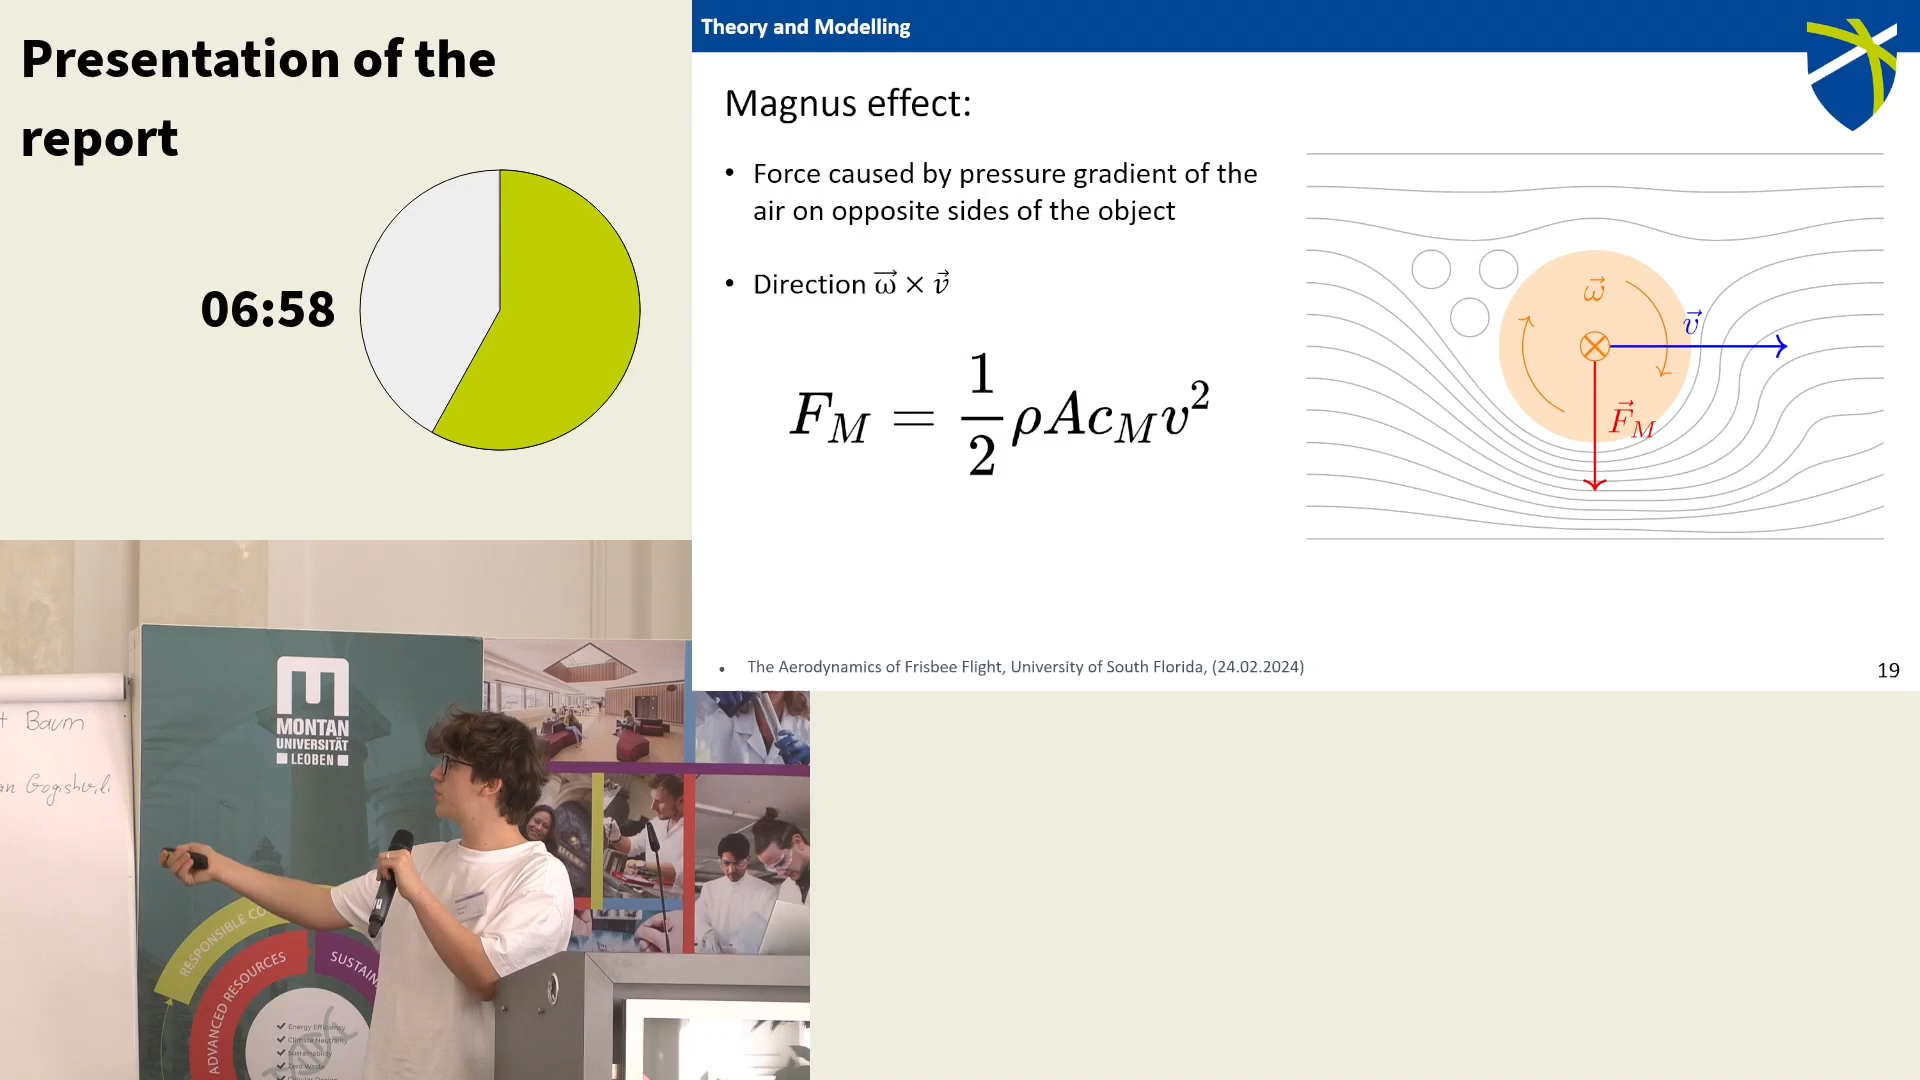 Presentation of the
report
06:58
Theory and Modelling
Magnus effect:
• Force caused by pressure gradient of the
air on opposite sides of the object
• Direction ω⃗ × v⃗
F_M = 1/2 ρAc_M v²
ω⃗
v⃗
F⃗_M
• The Aerodynamics of Frisbee Flight, University of South Florida, (24.02.2024)
19
MONTAN
UNIVERSITÄT
LEOBEN
Baum
Gogishvili
RESPONSIBLE CO
ADVANCED RESOURCES
SUSTAIN
✓ Energy Efficiency
✓ Climate Neutrality
✓ Sustainability
✓ Zero Waste